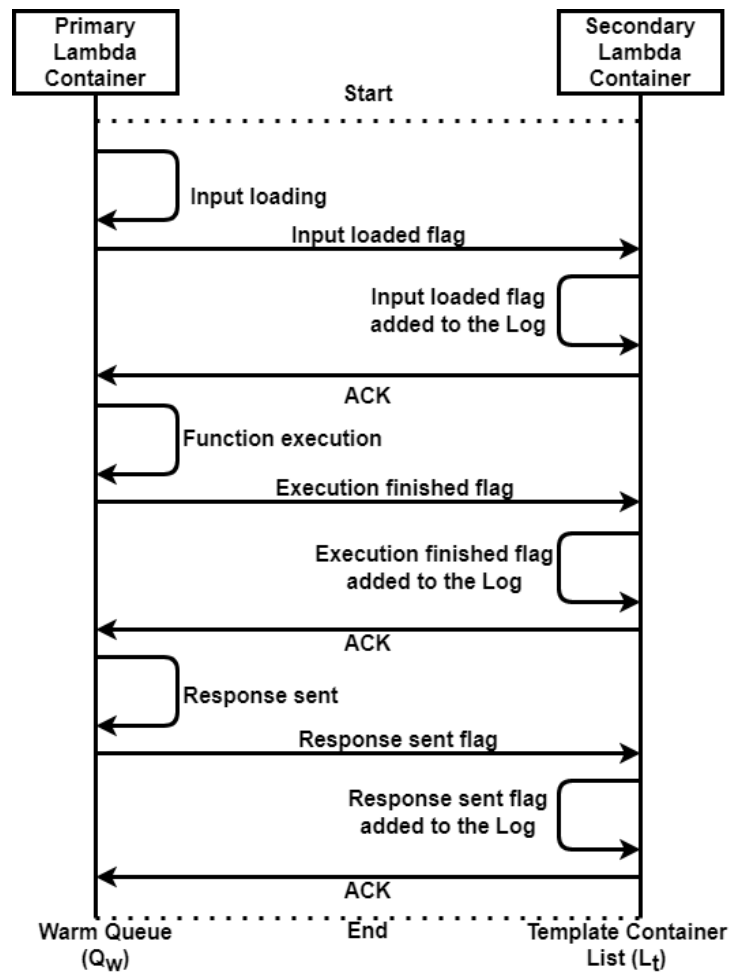 Primary
Lambda
Container
Secondary
Lambda
Container
Start
Input loading
Input loaded flag
Input loaded flag
added to the Log
ACK
Function execution
Execution finished flag
Execution finished flag
added to the Log
ACK
Response sent
Response sent flag
Response sent flag
added to the Log
ACK
End
Warm Queue
(Qw)
Template Container
List (Lt)